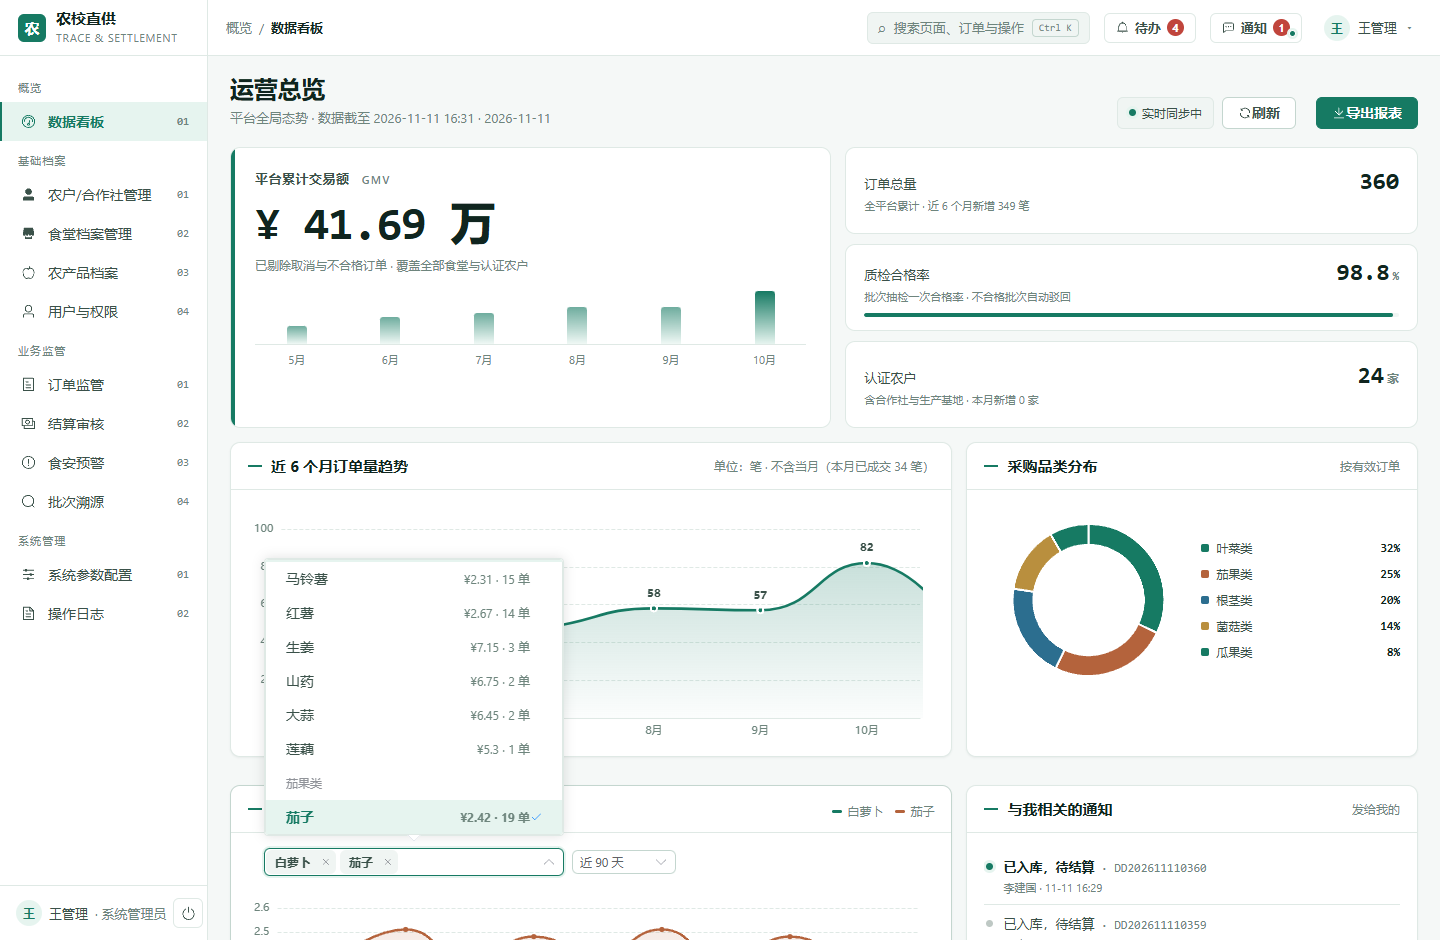 农 农校直供
TRACE & SETTLEMENT
概览 / 数据看板
搜索页面、订单与操作 Ctrl K
待办 4
通知 1
王 王管理
概览
数据看板 01
基础档案
农户/合作社管理 01
食堂档案管理 02
农产品档案 03
用户与权限 04
业务监管
订单监管 01
结算审核 02
食安预警 03
批次溯源 04
系统管理
系统参数配置 01
操作日志 02
王 王管理 · 系统管理员
运营总览
平台全局态势 · 数据截至 2026-11-11 16:31 · 2026-11-11
实时同步中
刷新
导出报表
平台累计交易额 GMV
¥ 41.69 万
已剔除取消与不合格订单 · 覆盖全部食堂与认证农户
5月 6月 7月 8月 9月 10月
订单总量 360
全平台累计 · 近 6 个月新增 349 笔
质检合格率 98.8%
批次抽检一次合格率 · 不合格批次自动驳回
认证农户 24家
含合作社与生产基地 · 本月新增 0 家
近 6 个月订单量趋势
单位：笔 · 不含当月（本月已成交 34 笔）
100
82
58
57
8月 9月 10月
采购品类分布 按有效订单
叶菜类 32%
茄果类 25%
根茎类 20%
菌菇类 14%
瓜果类 8%
马铃薯 ¥2.31 · 15 单
红薯 ¥2.67 · 14 单
生姜 ¥7.15 · 3 单
山药 ¥6.75 · 2 单
大蒜 ¥6.45 · 2 单
莲藕 ¥5.3 · 1 单
茄果类
茄子 ¥2.42 · 19 单
白萝卜 茄子
白萝卜 × 茄子 ×
近 90 天
2.6
2.5
与我相关的通知 发给我的
已入库，待结算 · DD202611110360
李建国 · 11-11 16:29
已入库，待结算 · DD202611110359